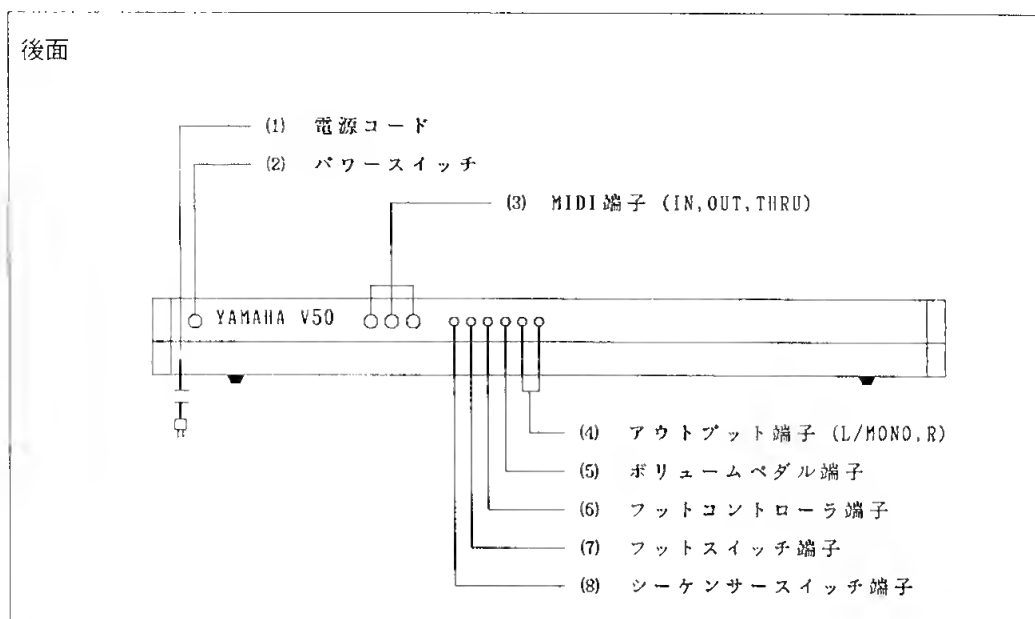 後面
(1) 電源コード
(2) パワースイッチ
(3) MIDI端子 (IN,OUT,THRU)
YAMAHA V50
(4) アウトプット端子 (L/MONO,R)
(5) ボリュームペダル端子
(6) フットコントローラ端子
(7) フットスイッチ端子
(8) シーケンサースイッチ端子